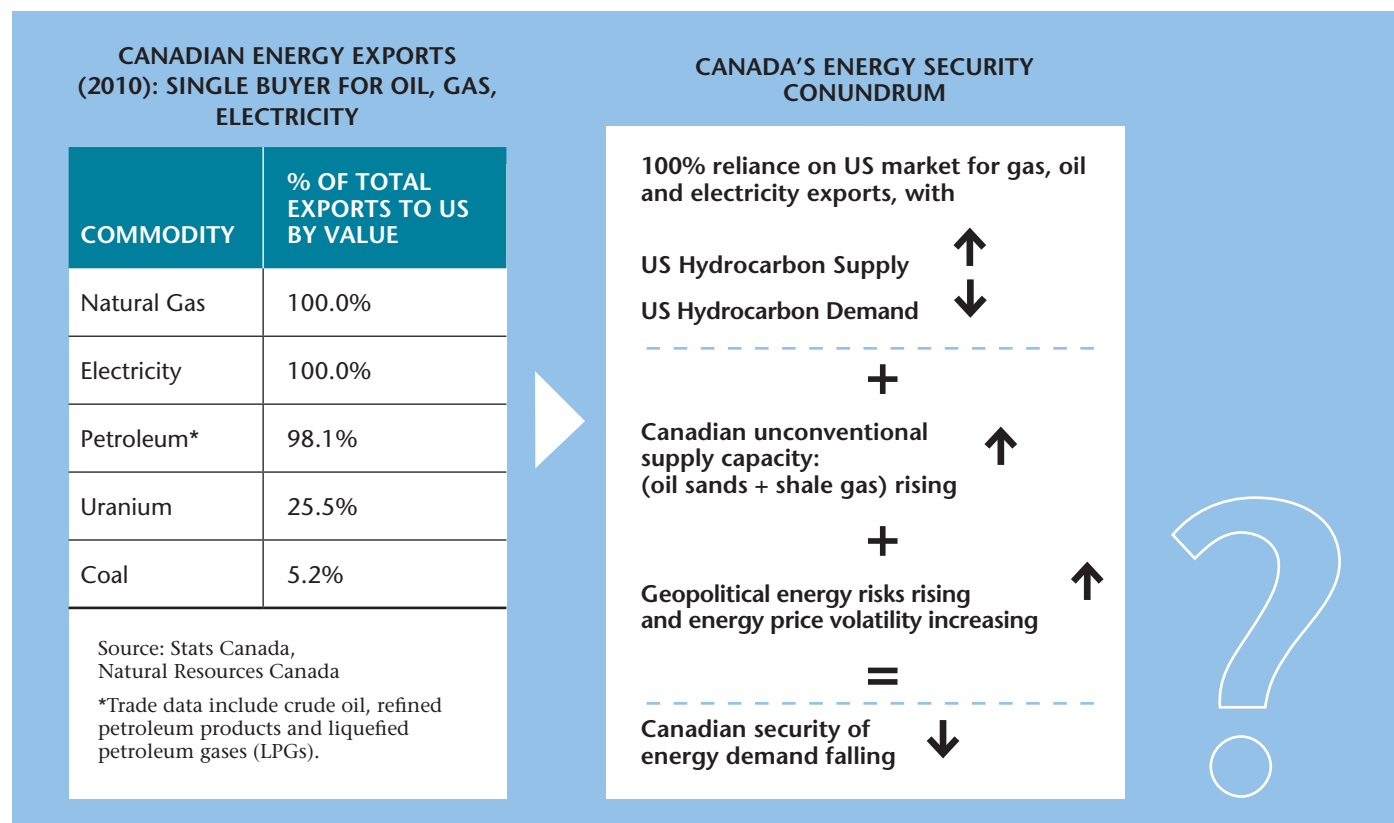 CANADIAN ENERGY EXPORTS
(2010): SINGLE BUYER FOR OIL, GAS,
ELECTRICITY
COMMODITY
% OF TOTAL
EXPORTS TO US
BY VALUE
Natural Gas
100.0%
Electricity
100.0%
Petroleum*
98.1%
Uranium
25.5%
Coal
5.2%
Source: Stats Canada,
Natural Resources Canada
*Trade data include crude oil, refined
petroleum products and liquefied
petroleum gases (LPGs).
CANADA’S ENERGY SECURITY
CONUNDRUM
100% reliance on US market for gas, oil
and electricity exports, with
US Hydrocarbon Supply ↑
US Hydrocarbon Demand ↓
+
Canadian unconventional
supply capacity: ↑
(oil sands + shale gas) rising
+
Geopolitical energy risks rising ↑
and energy price volatility increasing
=
Canadian security of
energy demand falling ↓
?